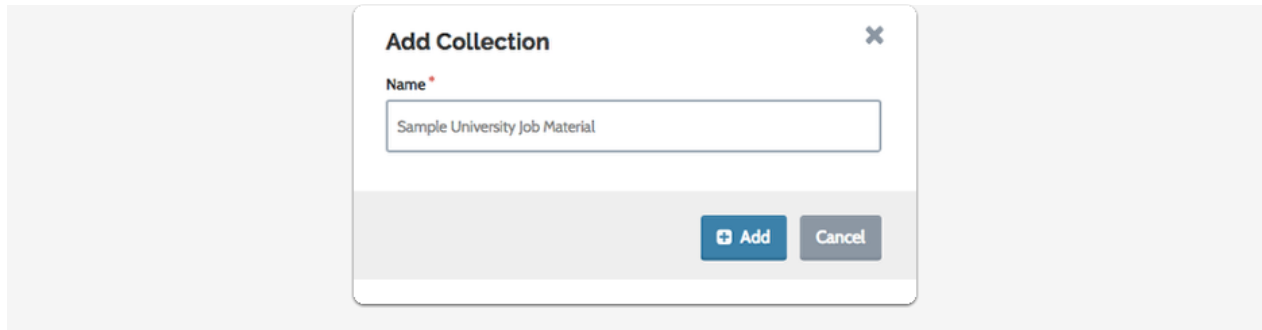 Add Collection
Name *
Sample University Job Material
Add
Cancel